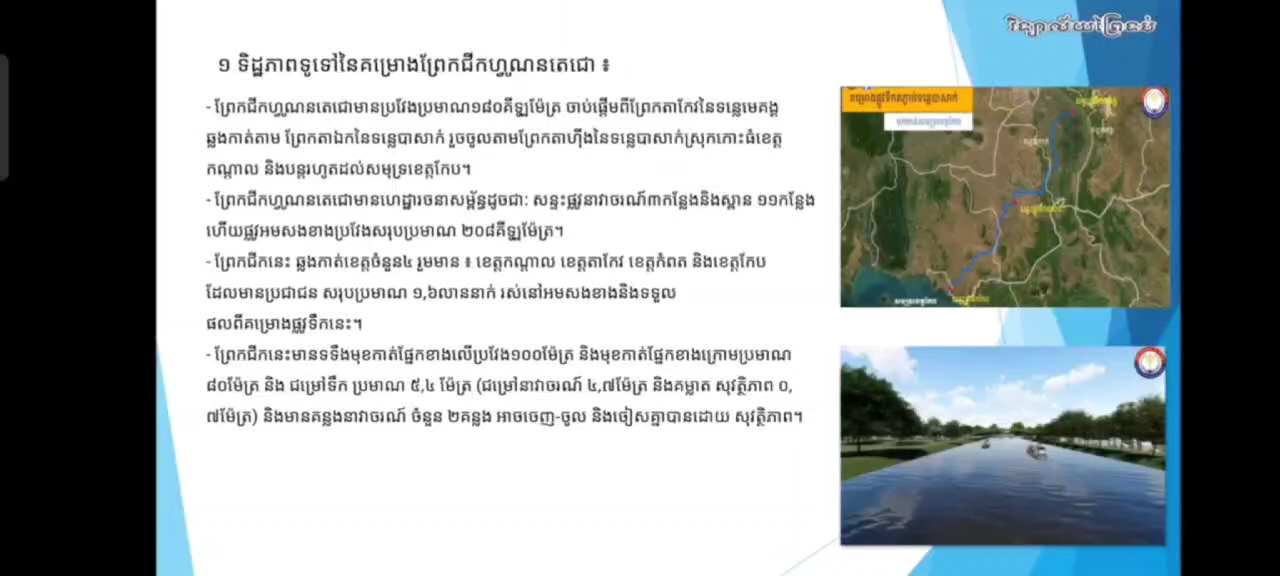 វិទ្យាល័យព្រែកដំបង
១ ទិដ្ឋភាពទូទៅនៃគម្រោងព្រែកជីកហ្វូណនតេជោ ៖
- ព្រែកជីកហ្វូណនតេជោមានប្រវែងប្រមាណ១៨០គីឡូម៉ែត្រ ចាប់ផ្តើមពីព្រែកតាកែវនៃទន្លេមេគង្គ
ឆ្លងកាត់តាម ព្រែកតាឯកនៃទន្លេបាសាក់ រួចចូលតាមព្រែកតាហ៊ីងនៃទន្លេបាសាក់ស្រុកកោះធំខេត្ត
កណ្តាល និងបន្តរហូតដល់សមុទ្រខេត្តកែប។
- ព្រែកជីកហ្វូណនតេជោមានហេដ្ឋារចនាសម្ព័ន្ធដូចជា: សន្ទះផ្លូវនាវាចរណ៍៣កន្លែងនិងស្ពាន ១១កន្លែង
ហើយផ្លូវអមសងខាងប្រវែងសរុបប្រមាណ ២០៨គីឡូម៉ែត្រ។
- ព្រែកជីកនេះ ឆ្លងកាត់ខេត្តចំនួន៤ រួមមាន ៖ ខេត្តកណ្តាល ខេត្តតាកែវ ខេត្តកំពត និងខេត្តកែប
ដែលមានប្រជាជន សរុបប្រមាណ ១,៦លាននាក់ រស់នៅអមសងខាងនិងទទួល
ផលពីគម្រោងផ្លូវទឹកនេះ។
- ព្រែកជីកនេះមានទទឹងមុខកាត់ផ្នែកខាងលើប្រវែង១០០ម៉ែត្រ និងមុខកាត់ផ្នែកខាងក្រោមប្រមាណ
៨០ម៉ែត្រ និង ជម្រៅទឹក ប្រមាណ ៥,៤ ម៉ែត្រ (ជម្រៅនាវាចរណ៍ ៤,៧ម៉ែត្រ និងគម្លាត សុវត្ថិភាព ០,
៧ម៉ែត្រ) និងមានគន្លងនាវាចរណ៍ ចំនួន ២គន្លង អាចចេញ-ចូល និងចៀសគ្នាបានដោយ សុវត្ថិភាព។
គម្រោងផ្លូវទឹកភ្ជាប់ទន្លេបាសាក់